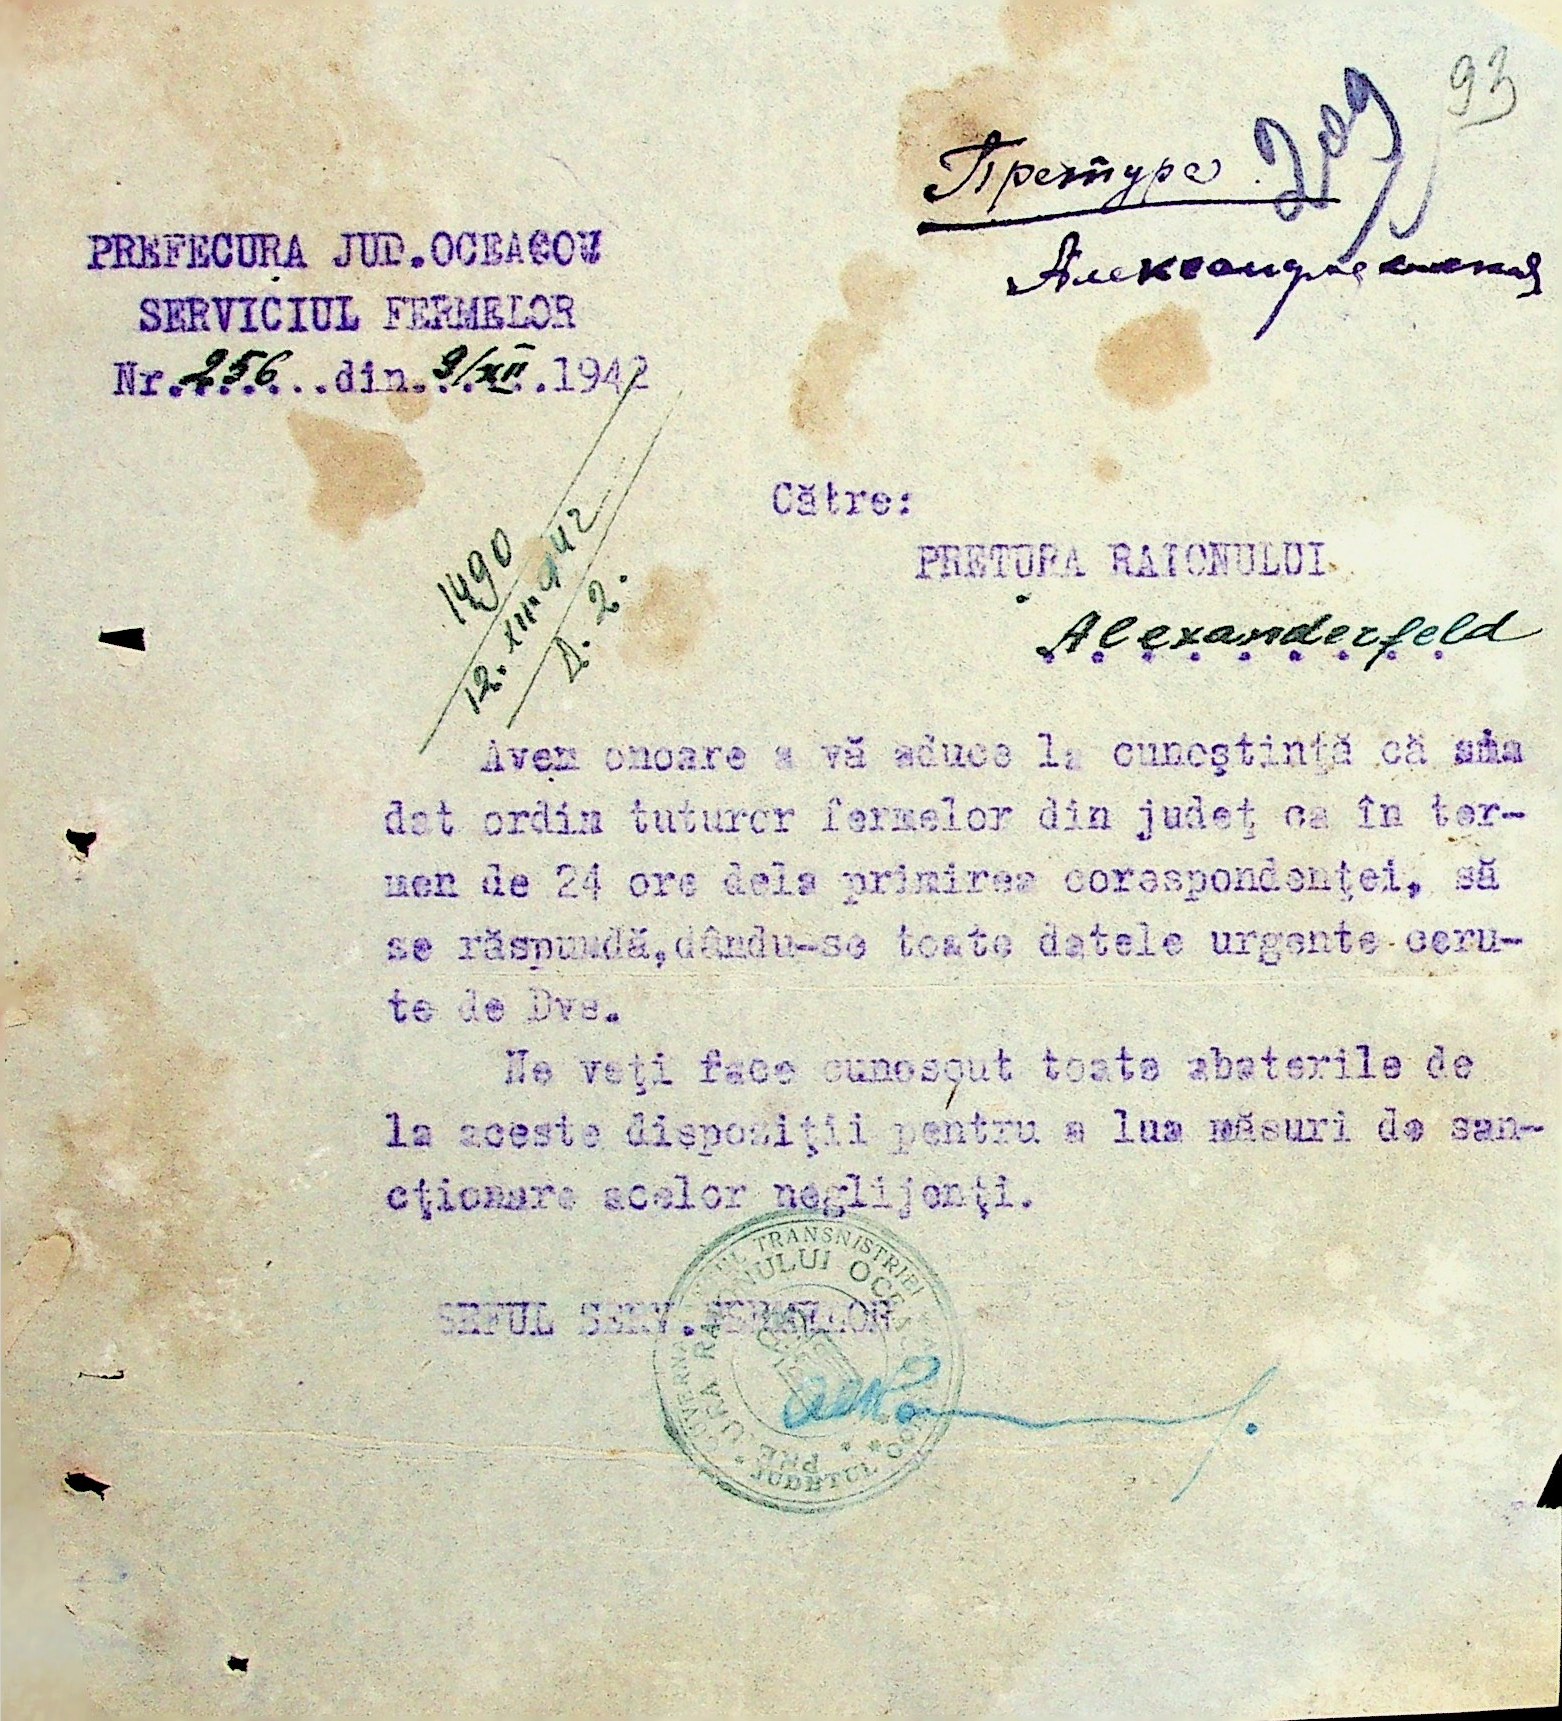 93
209
Претура
PREFECURA JUD.OCEACOV
SERVICIUL FERMELOR
Nr.256...din.9/XII.1942
1490
12.XII.942
D. 2.
Către:
PRETURA RAIONULUI
Alexanderfeld
Avem onoare a vă aduce la cunoştinţă că
dat ordin tuturor fermelor din judeţ ca în ter-
men de 24 ore dela primirea corespondenţei, să
se răspundă,dându-se toate datele urgente ceru-
te de Dvs.
Ne veţi face cunoscut toate abaterile de
la aceste dispoziţii pentru a lua măsuri de san-
cţionare acelor neglijenţi.
SEFUL SERV.FERMELOR
TRANSNISTRIEI
JUDETUL